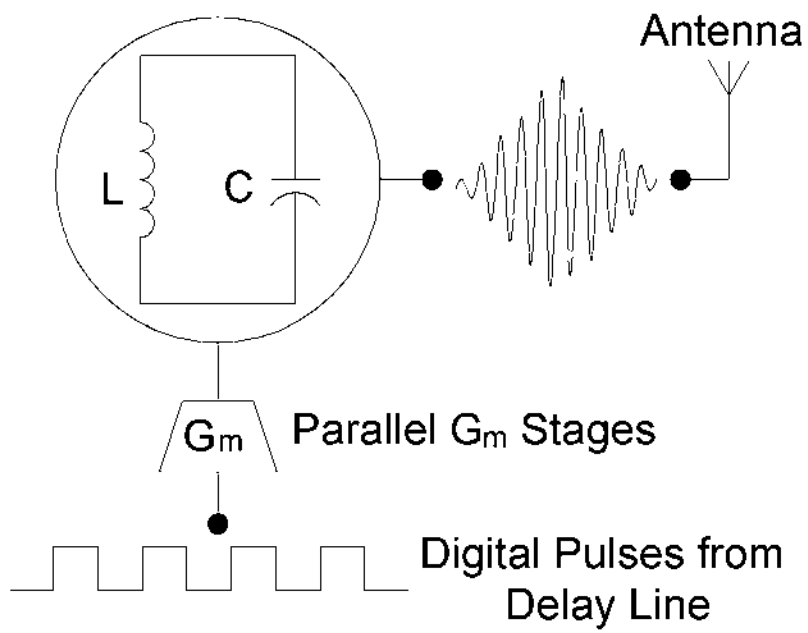 Antenna
L
C
Gm
Parallel Gm Stages
Digital Pulses from
Delay Line